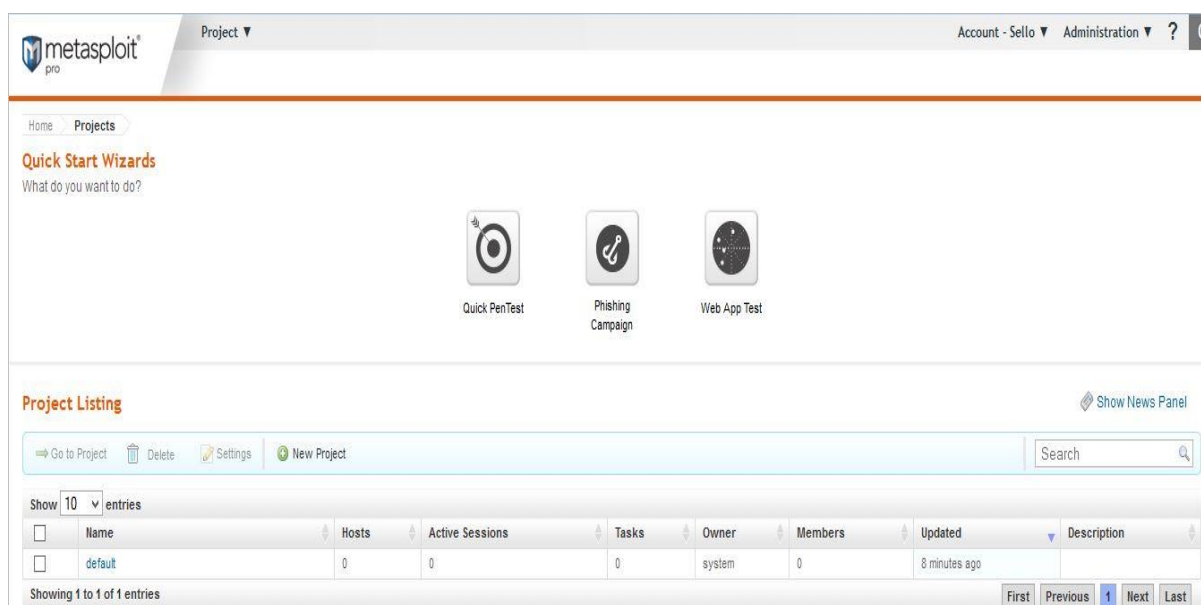 metasploit®
pro
Project ▼
Account - Sello ▼ Administration ▼ ?
Home Projects
Quick Start Wizards
What do you want to do?
Quick PenTest
Phishing
Campaign
Web App Test
Project Listing
Show News Panel
Go to Project Delete Settings New Project
Search
Show 10 entries
Name Hosts Active Sessions Tasks Owner Members Updated Description
default 0 0 0 system 0 8 minutes ago
Showing 1 to 1 of 1 entries
First Previous 1 Next Last